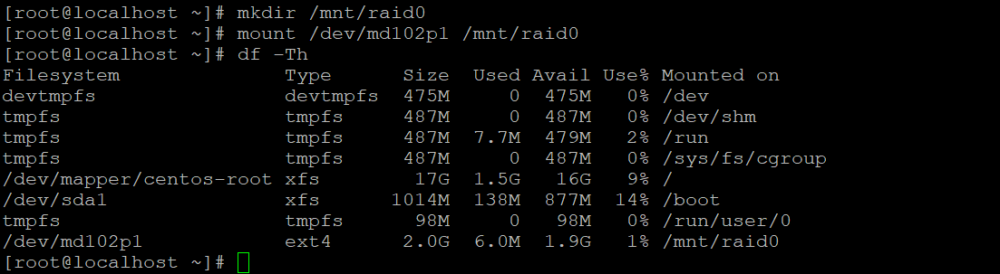 [root@localhost ~]# mkdir /mnt/raid0
[root@localhost ~]# mount /dev/md102p1 /mnt/raid0
[root@localhost ~]# df -Th
Filesystem              Type      Size  Used Avail Use% Mounted on
devtmpfs                devtmpfs  475M     0  475M   0% /dev
tmpfs                   tmpfs     487M     0  487M   0% /dev/shm
tmpfs                   tmpfs     487M  7.7M  479M   2% /run
tmpfs                   tmpfs     487M     0  487M   0% /sys/fs/cgroup
/dev/mapper/centos-root xfs        17G  1.5G   16G   9% /
/dev/sda1               xfs      1014M  138M  877M  14% /boot
tmpfs                   tmpfs      98M     0   98M   0% /run/user/0
/dev/md102p1            ext4      2.0G  6.0M  1.9G   1% /mnt/raid0
[root@localhost ~]#